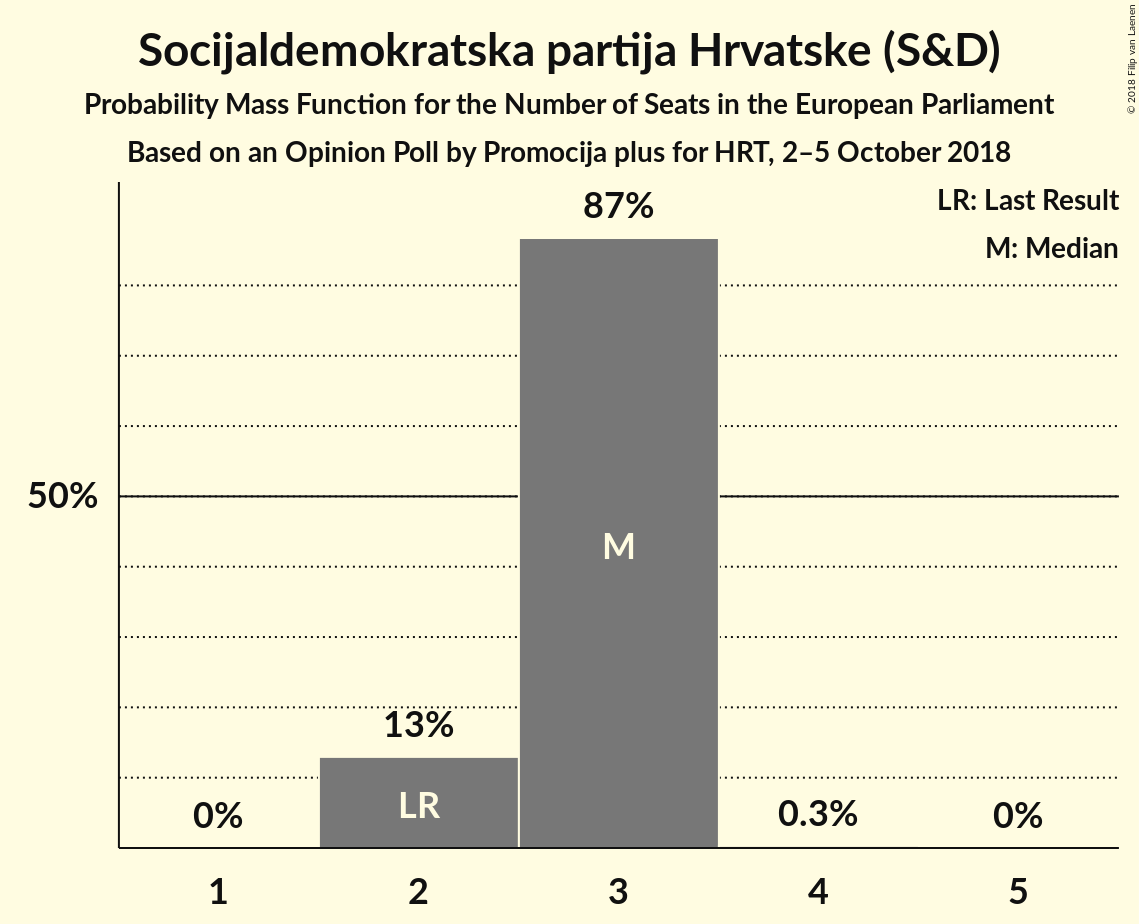 Socijaldemokratska partija Hrvatske (S&D)
Probability Mass Function for the Number of Seats in the European Parliament
Based on an Opinion Poll by Promocija plus for HRT, 2–5 October 2018
© 2018 Filip van Laenen
LR: Last Result
M: Median
87%
50%
M
13%
LR
0%
0.3%
0%
1 2 3 4 5